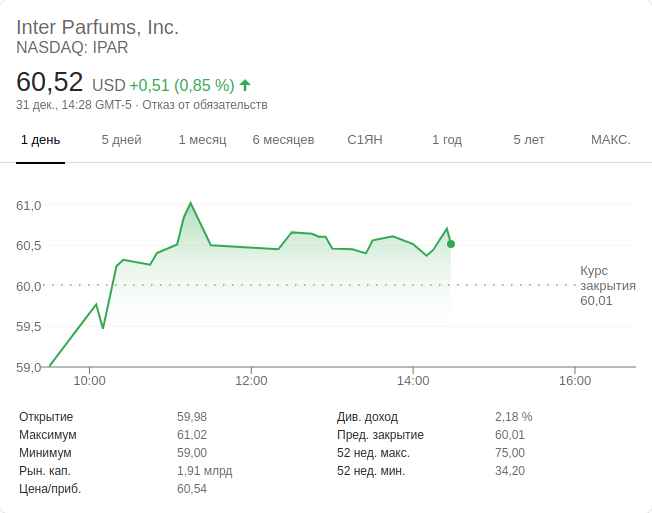 Inter Parfums, Inc.
NASDAQ: IPAR
60,52 USD +0,51 (0,85 %)
31 дек., 14:28 GMT-5 · Отказ от обязательств
1 день 5 дней 1 месяц 6 месяцев С1ЯН 1 год 5 лет МАКС.
61,0
60,5
60,0
59,5
59,0
Курс
закрытия
60,01
10:00 12:00 14:00 16:00
Открытие 59,98 Див. доход 2,18 %
Максимум 61,02 Пред. закрытие 60,01
Минимум 59,00 52 нед. макс. 75,00
Рын. кап. 1,91 млрд 52 нед. мин. 34,20
Цена/приб. 60,54